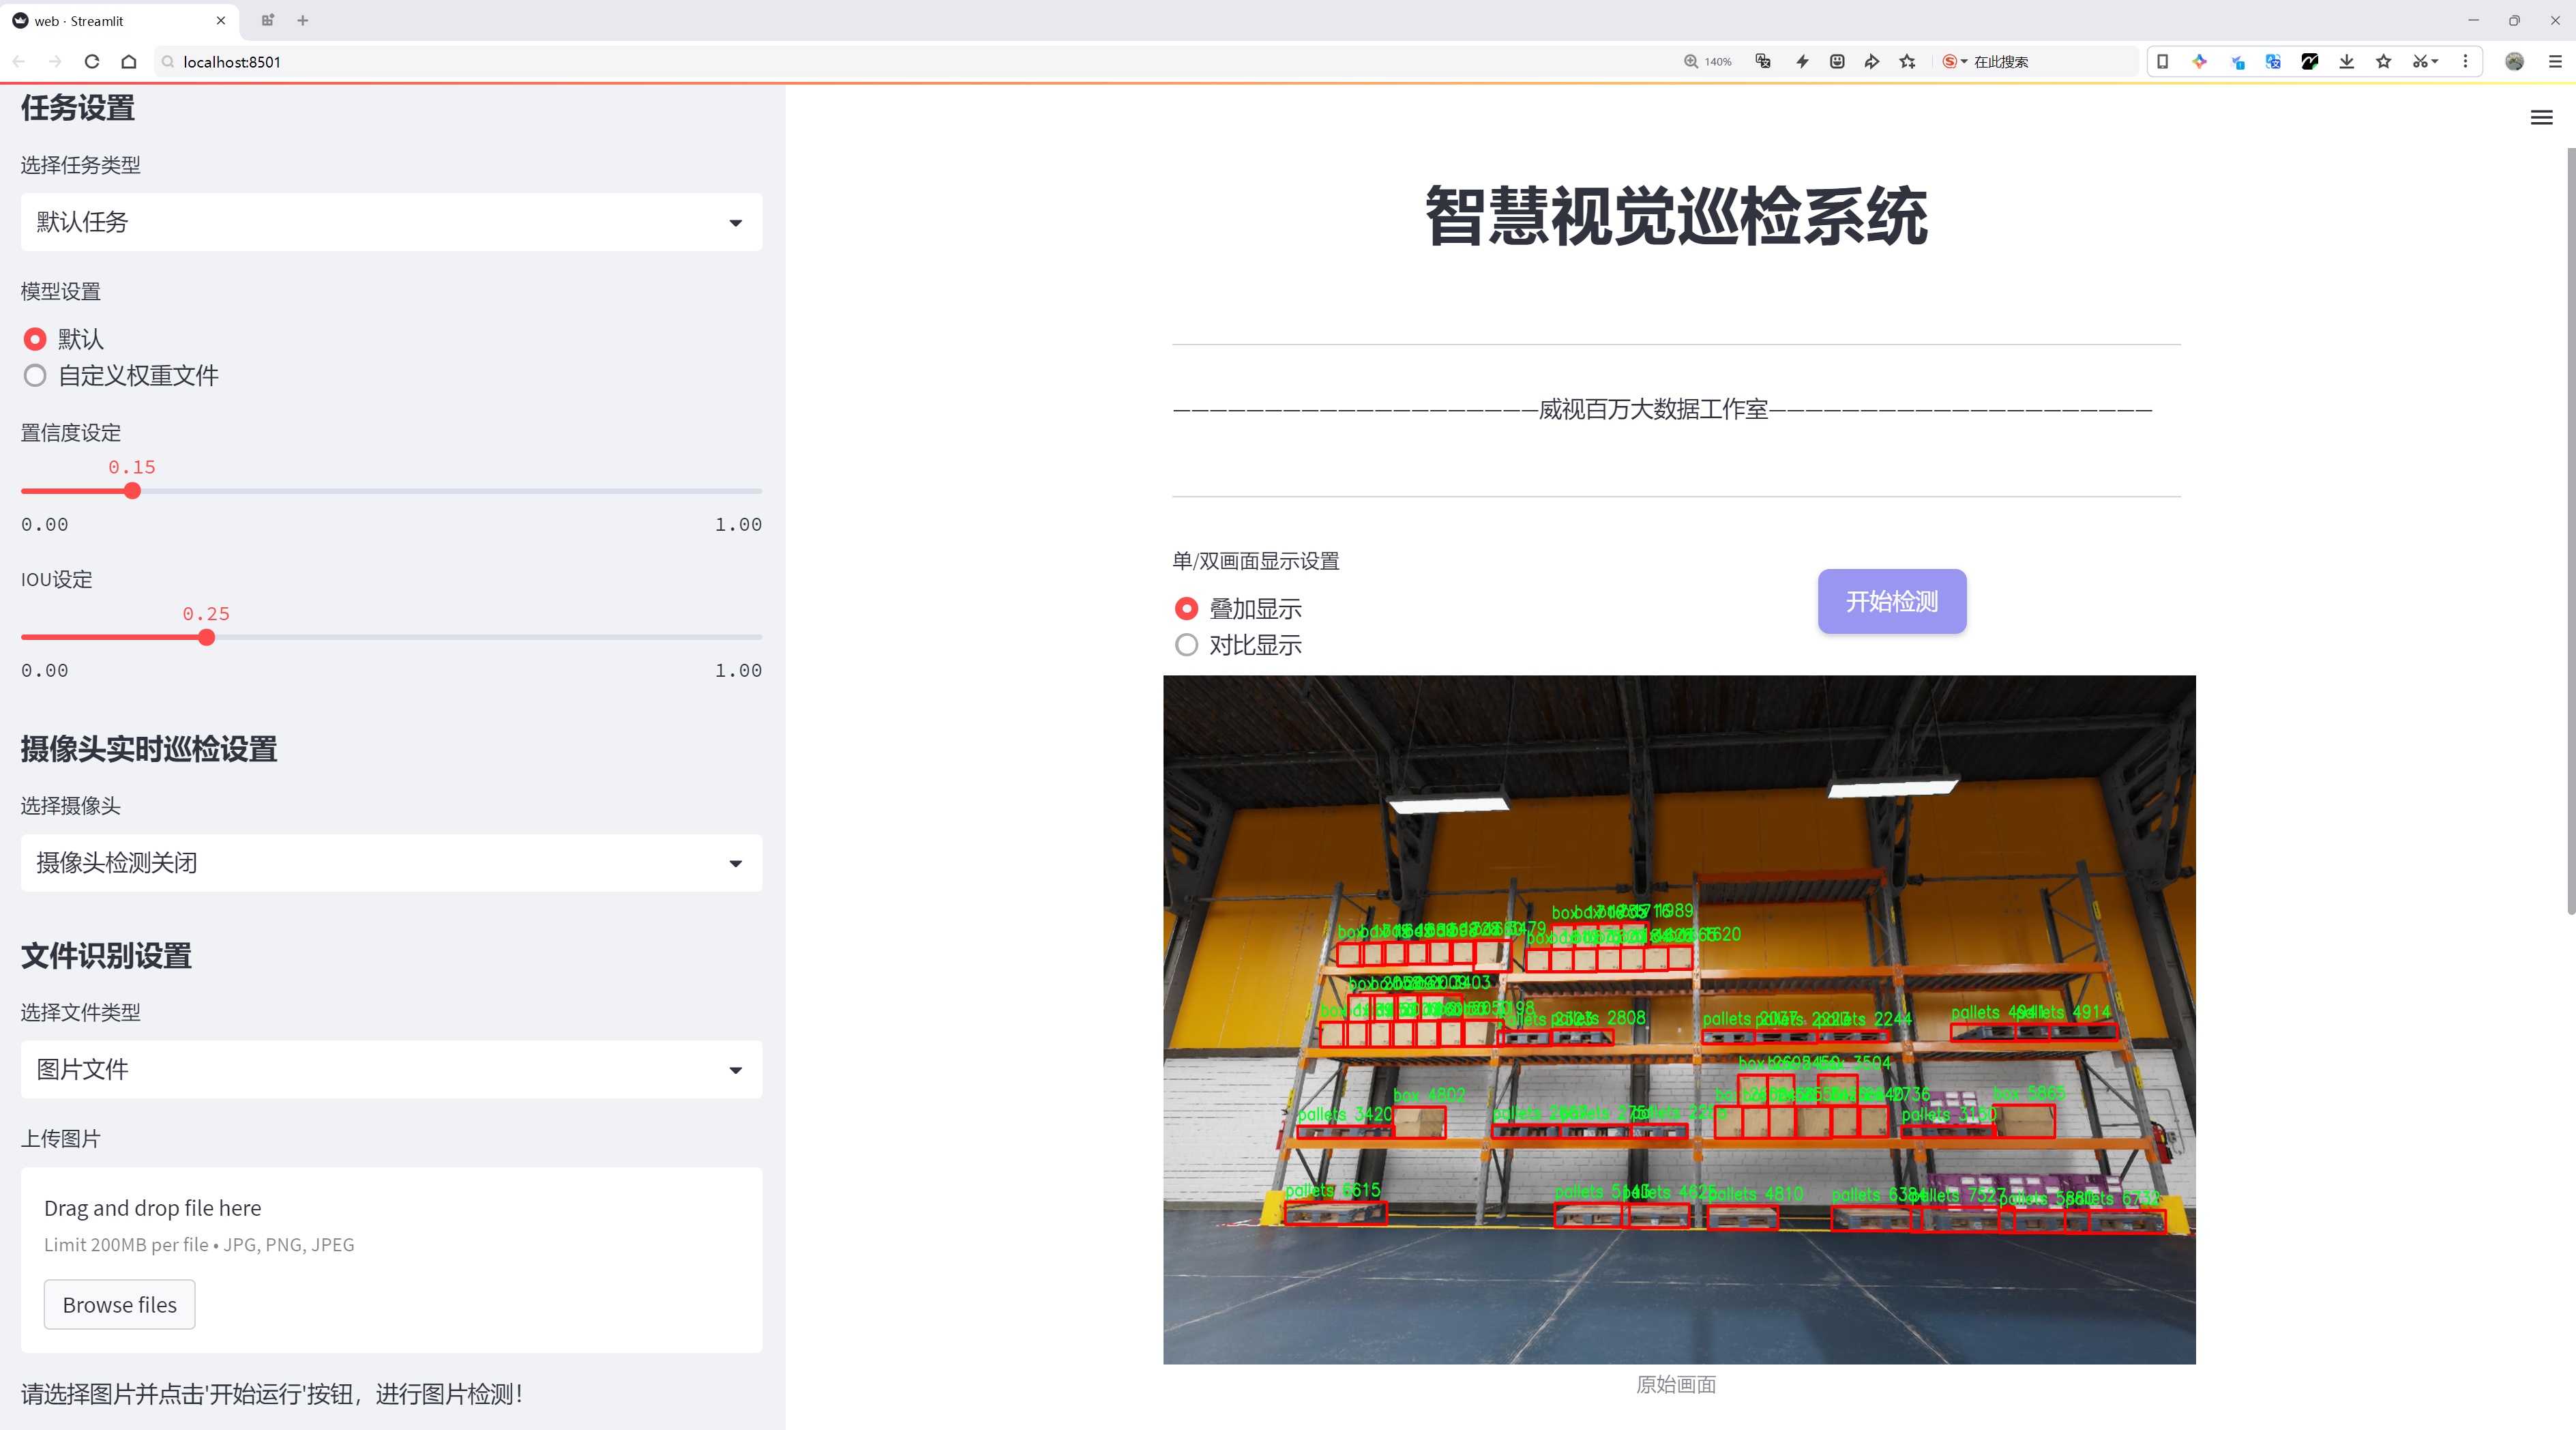 web · Streamlit
localhost:8501
140%
在此搜索
任务设置
选择任务类型
默认任务
模型设置
默认
自定义权重文件
置信度设定
0.15
0.00 1.00
IOU设定
0.25
0.00 1.00
摄像头实时巡检设置
选择摄像头
摄像头检测关闭
文件识别设置
选择文件类型
图片文件
上传图片
Drag and drop file here
Limit 200MB per file • JPG, PNG, JPEG
Browse files
请选择图片并点击'开始运行'按钮，进行图片检测！
智慧视觉巡检系统
————————————————————威视百万大数据工作室—————————————————————
单/双画面显示设置
叠加显示
对比显示
开始检测
pallets 2808
pallets
pallets 2244
pallets 4914
box 3504
box 4802
pallets 3420
pallets 3150
box 5865
pallets 6615
pallets
pallets 4810
pallets
pallets 7527
pallets 6732
原始画面